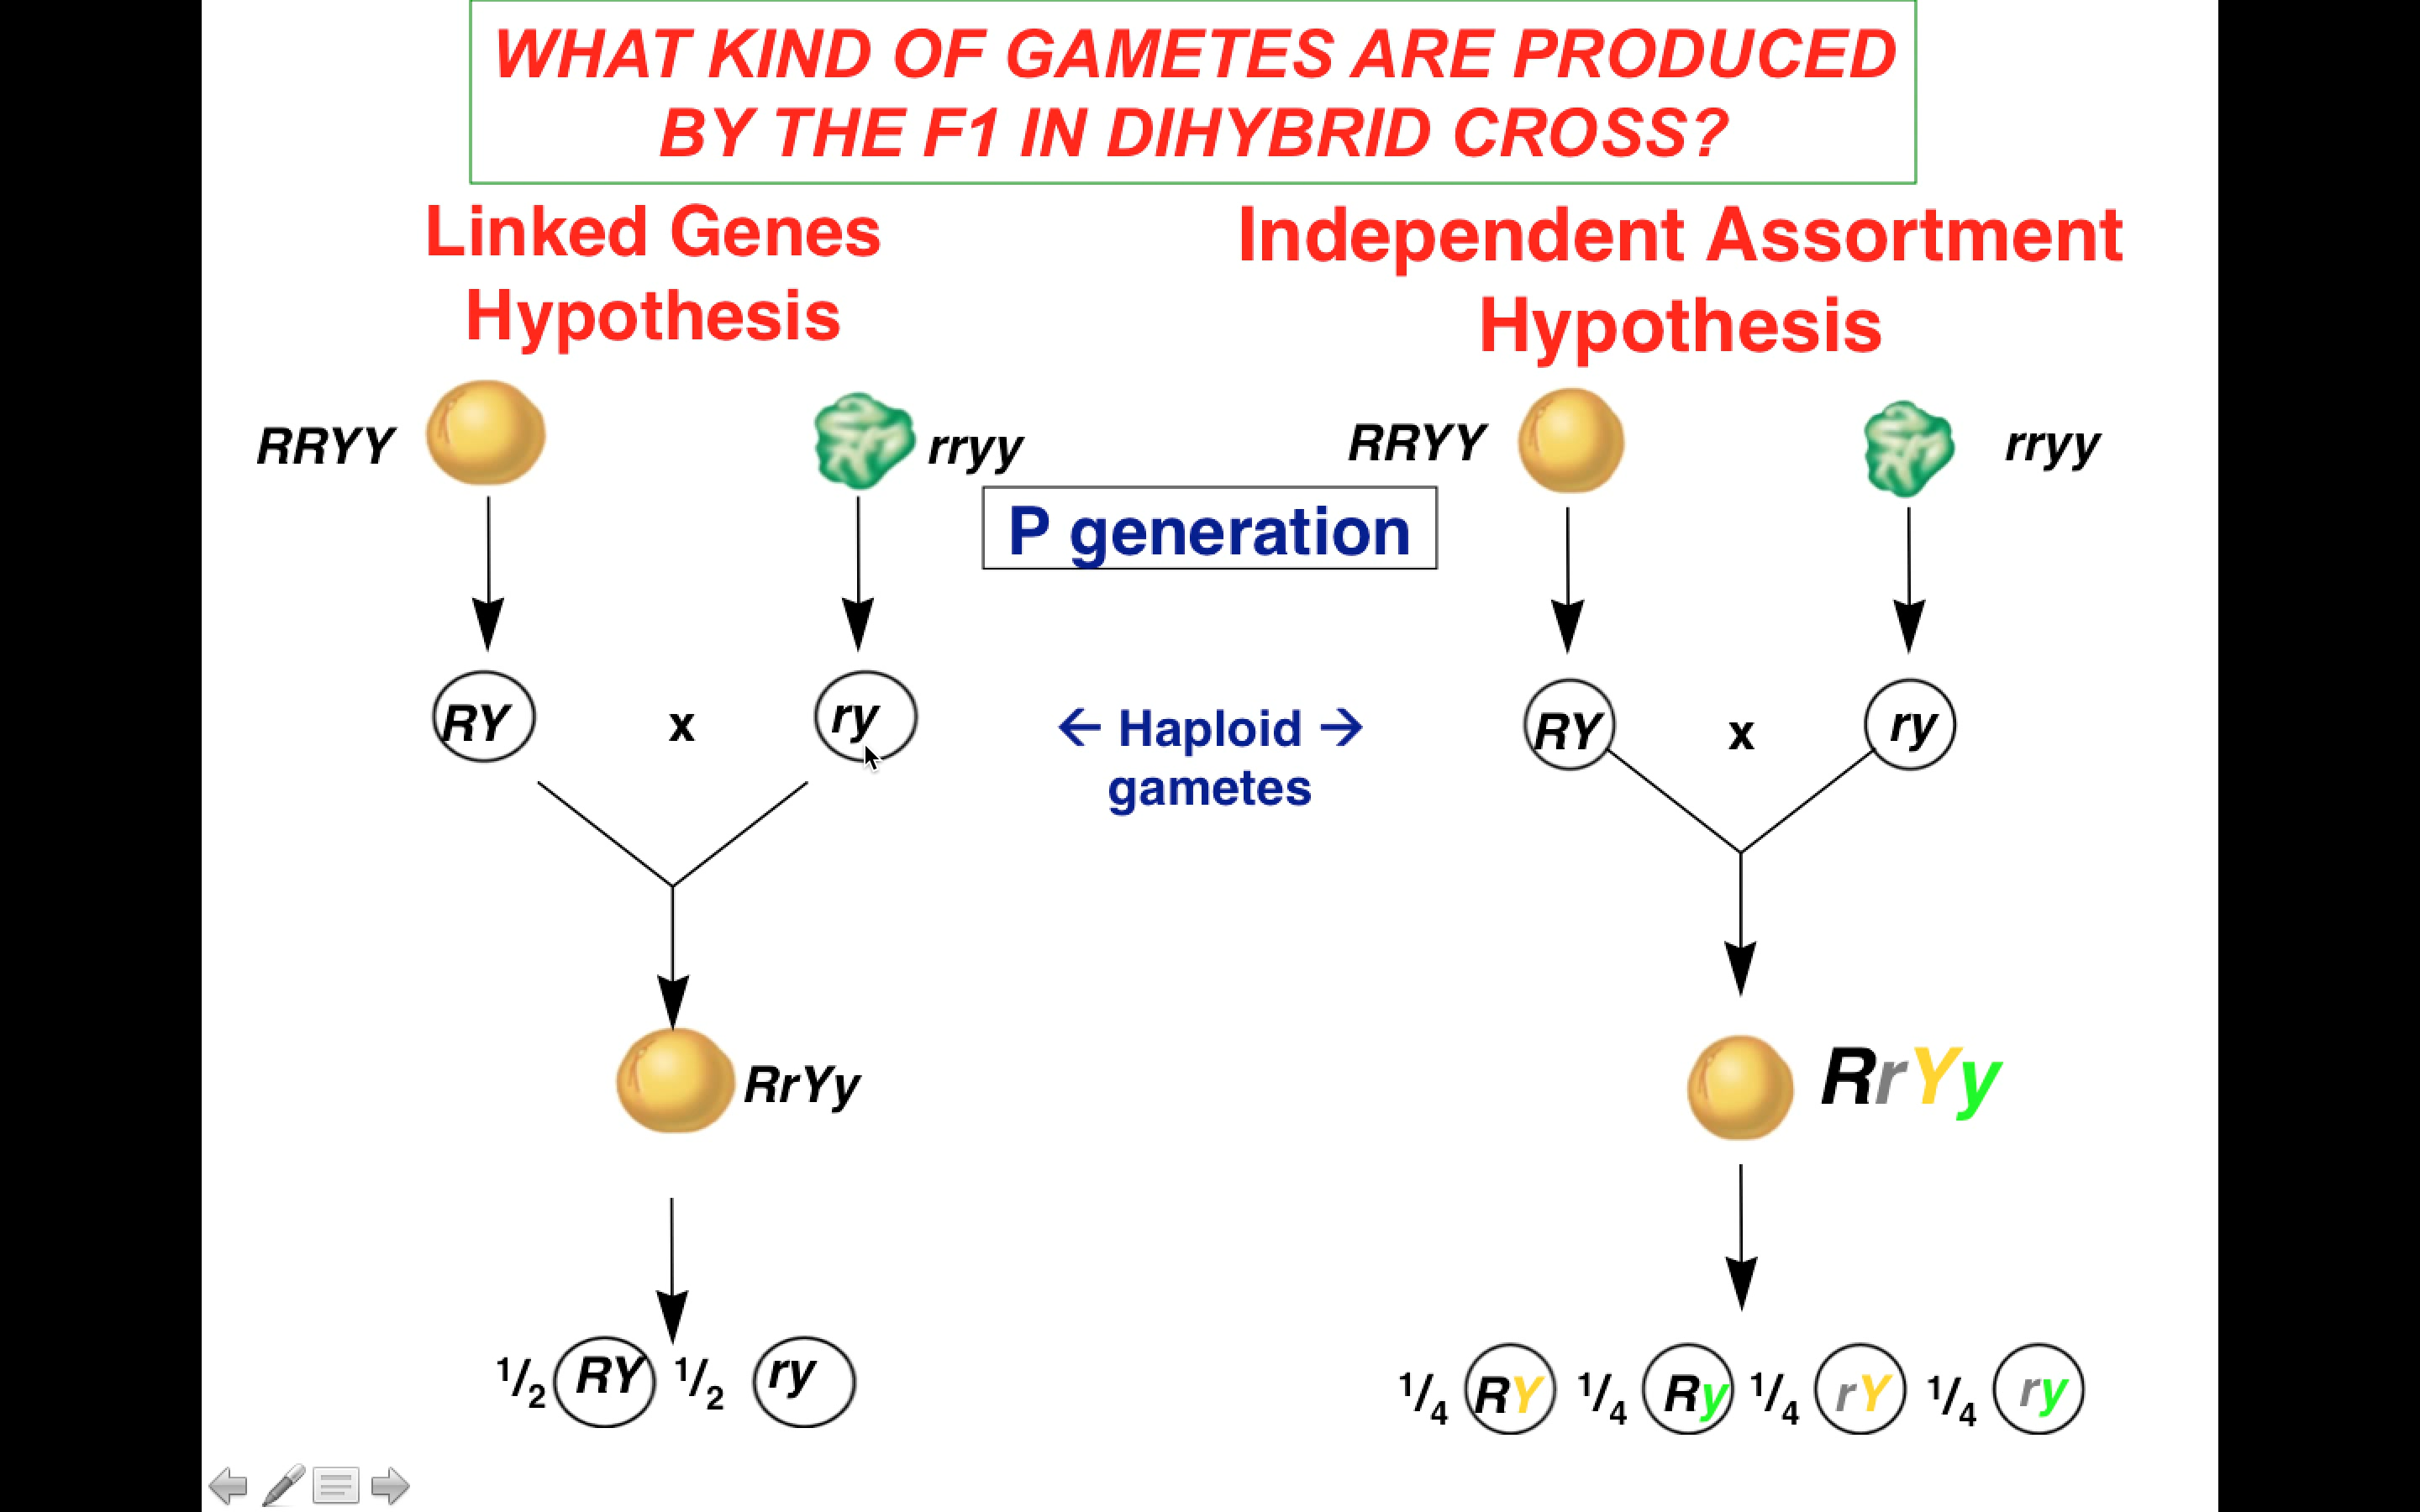 WHAT KIND OF GAMETES ARE PRODUCED
BY THE F1 IN DIHYBRID CROSS?
Linked Genes
Hypothesis
Independent Assortment
Hypothesis
RRYY
rryy
RRYY
rryy
P generation
RY
x
ry
← Haploid →
gametes
RY
x
ry
RrYy
RrYy
1/2 RY 1/2 ry
1/4 RY 1/4 Ry 1/4 rY 1/4 ry